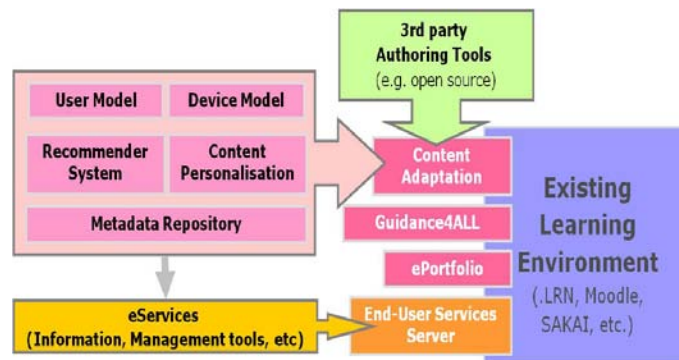 3rd party
Authoring Tools
(e.g. open source)
User Model
Device Model
Recommender
System
Content
Personalisation
Metadata Repository
Content
Adaptation
Guidance4ALL
ePortfolio
End-User Services
Server
Existing
Learning
Environment
(.LRN, Moodle,
SAKAI, etc.)
eServices
(Information, Management tools, etc)